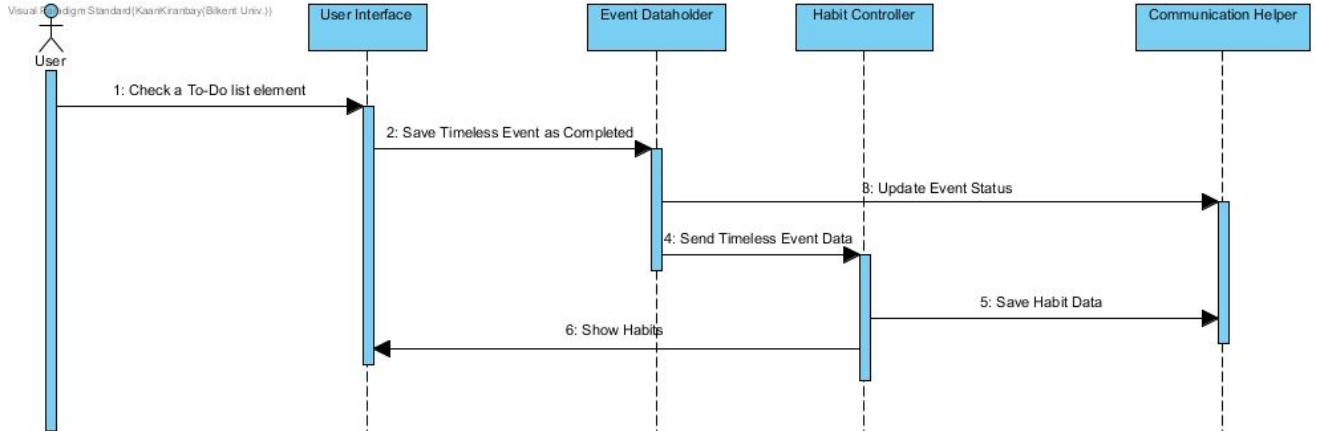 Visual Paradigm Standard(KaanKiranbay(Bilkent Univ.))
User Interface
Event Dataholder
Habit Controller
Communication Helper
User
1: Check a To-Do list element
2: Save Timeless Event as Completed
3: Update Event Status
4: Send Timeless Event Data
5: Save Habit Data
6: Show Habits